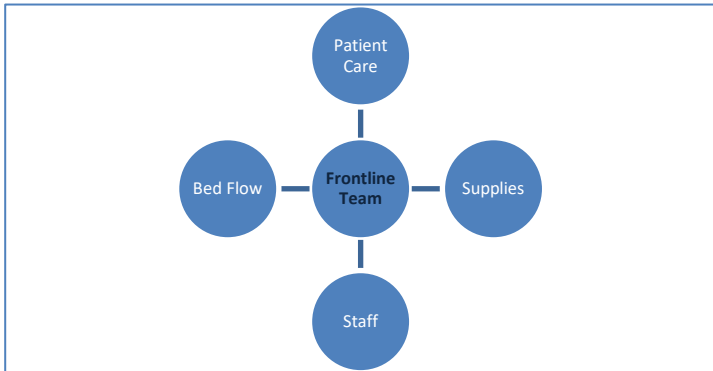 Patient
Care
Bed Flow
Frontline
Team
Supplies
Staff